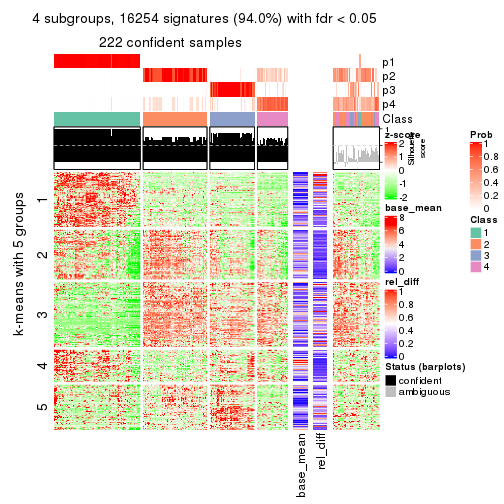 4 subgroups, 16254 signatures (94.0%) with fdr < 0.05
222 confident samples
p1
p2
p3
p4
Class
z-score
2
1
0
-1
-2
Silhouette
score
1
0
Prob
1
0.8
0.6
0.4
0.2
0
base_mean
8
6
4
2
0
Class
1
2
3
4
rel_diff
1
0.8
0.6
0.4
0.2
0
Status (barplots)
confident
ambiguous
k-means with 5 groups
1
2
3
4
5
base_mean
rel_diff